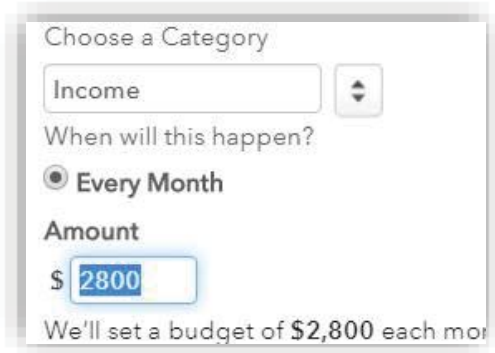 Choose a Category
Income
When will this happen?
Every Month
Amount
$ 2800
We'll set a budget of $2,800 each